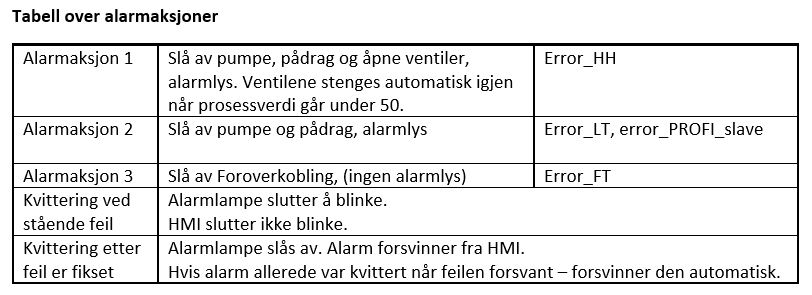 Tabell over alarmaksjoner
Alarmaksjon 1
Slå av pumpe, pådrag og åpne ventiler,
alarmlys. Ventilene stenges automatisk igjen
når prosessverdi går under 50.
Error_HH
Alarmaksjon 2
Slå av pumpe og pådrag, alarmlys
Error_LT, error_PROFI_slave
Alarmaksjon 3
Slå av Foroverkobling, (ingen alarmlys)
Error_FT
Kvittering ved
stående feil
Alarmlampe slutter å blinke.
HMI slutter ikke blinke.
Kvittering etter
feil er fikset
Alarmlampe slås av. Alarm forsvinner fra HMI.
Hvis alarm allerede var kvittert når feilen forsvant – forsvinner den automatisk.